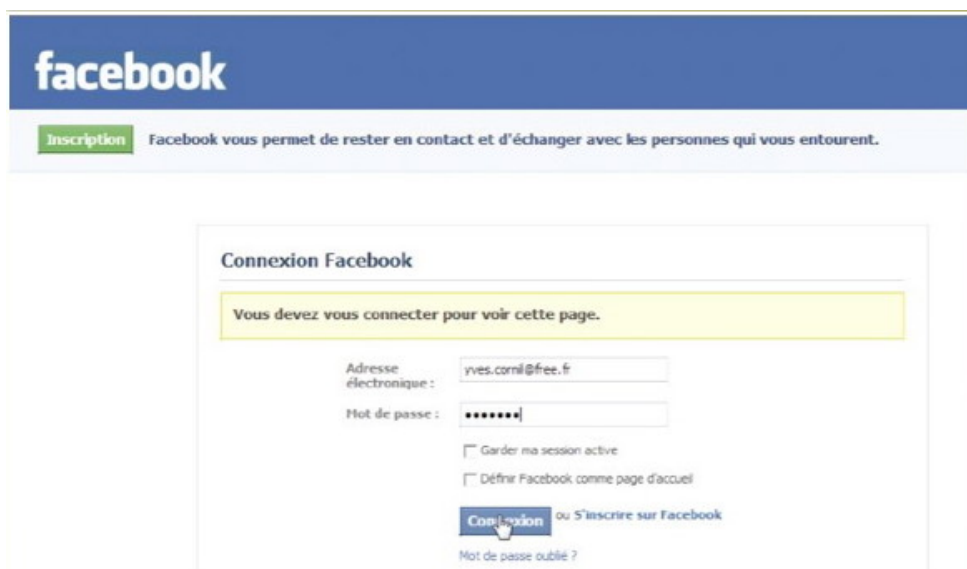 facebook
Inscription Facebook vous permet de rester en contact et d'échanger avec les personnes qui vous entourent.
Connexion Facebook
Vous devez vous connecter pour voir cette page.
Adresse
électronique :
yves.cornil@free.fr
Mot de passe : •••••••
Garder ma session active
Définir Facebook comme page d'accueil
Connexion ou S'inscrire sur Facebook
Mot de passe oublié ?